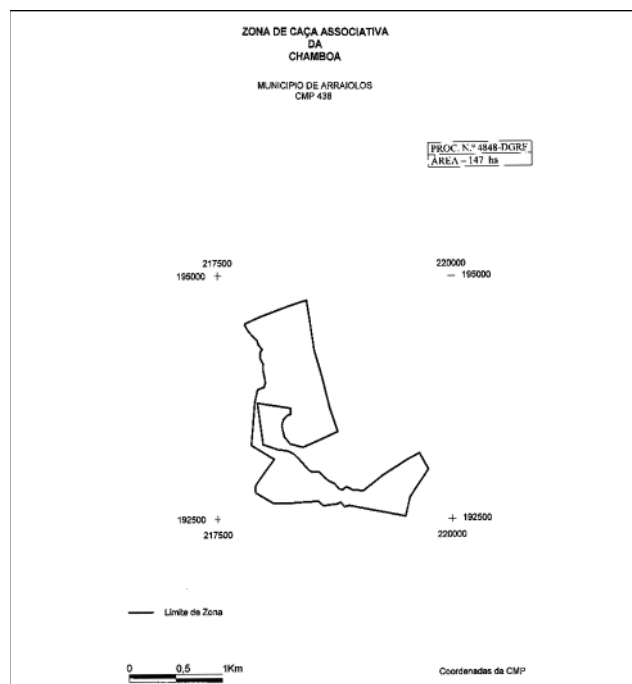 ZONA DE CAÇA ASSOCIATIVA
DA
CHAMBOA
MUNICIPIO DE ARRAIOLOS
CMP 438
PROC. N.º 4848-DGRF
ÁREA – 147 ha
217500
195000
220000
195000
192500
217500
192500
220000
Limite de Zona
0 0,5 1Km
Coordenadas da CMP